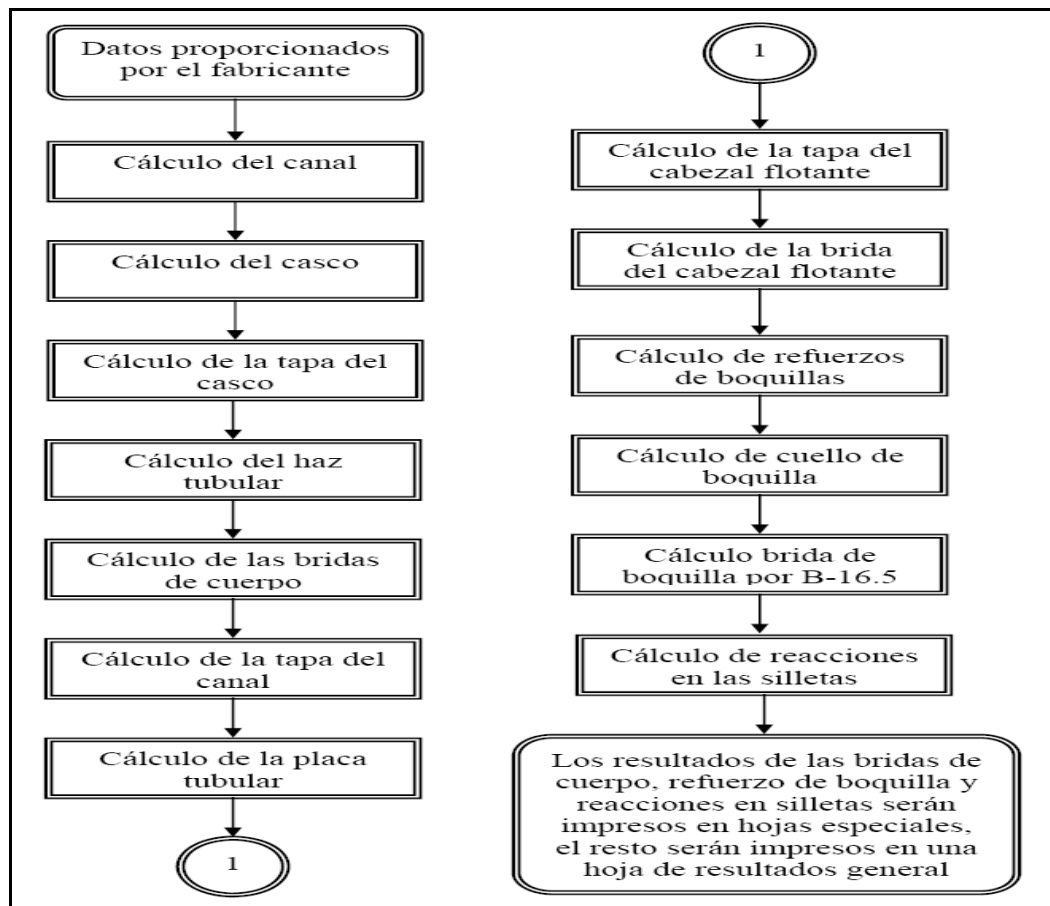 Datos proporcionados
por el fabricante
Cálculo del canal
Cálculo del casco
Cálculo de la tapa del
casco
Cálculo del haz
tubular
Cálculo de las bridas
de cuerpo
Cálculo de la tapa del
canal
Cálculo de la placa
tubular
1
1
Cálculo de la tapa del
cabezal flotante
Cálculo de la brida
del cabezal flotante
Cálculo de refuerzos
de boquillas
Cálculo de cuello de
boquilla
Cálculo brida de
boquilla por B-16.5
Cálculo de reacciones
en las silletas
Los resultados de las bridas de
cuerpo, refuerzo de boquilla y
reacciones en silletas serán
impresos en hojas especiales,
el resto serán impresos en una
hoja de resultados general